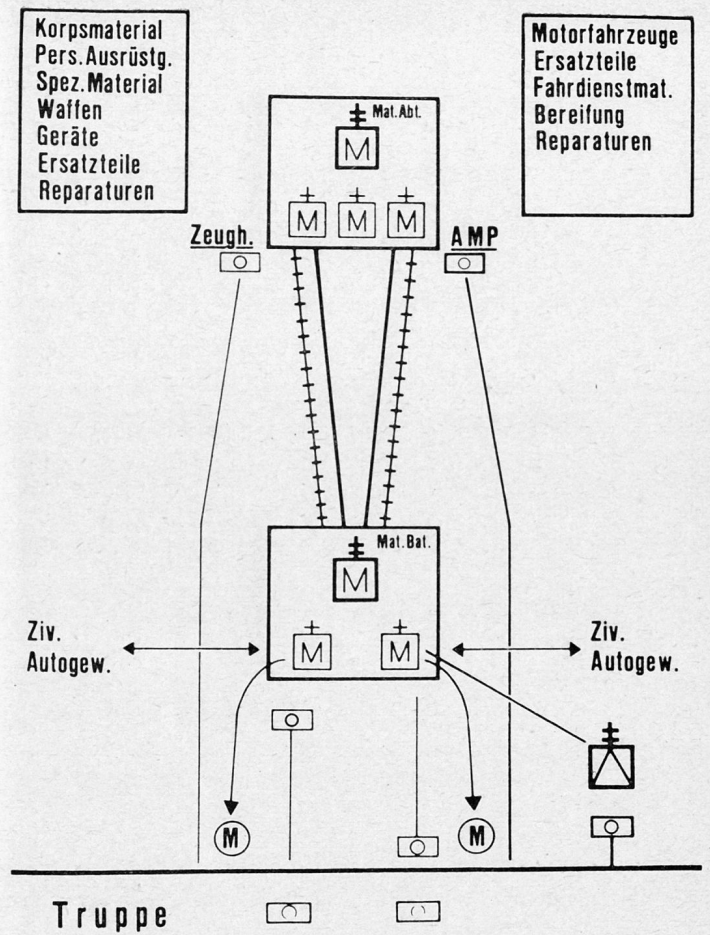 Korpsmaterial
Pers.Ausrüstg.
Spez.Material
Waffen
Geräte
Ersatzteile
Reparaturen
Motorfahrzeuge
Ersatzteile
Fahrdienstmat.
Bereifung
Reparaturen
Mat.Abt.
M
M M M
Zeugh.
AMP
Mat.Bat.
M
M M
Ziv.
Autogew.
Ziv.
Autogew.
M
M
Truppe